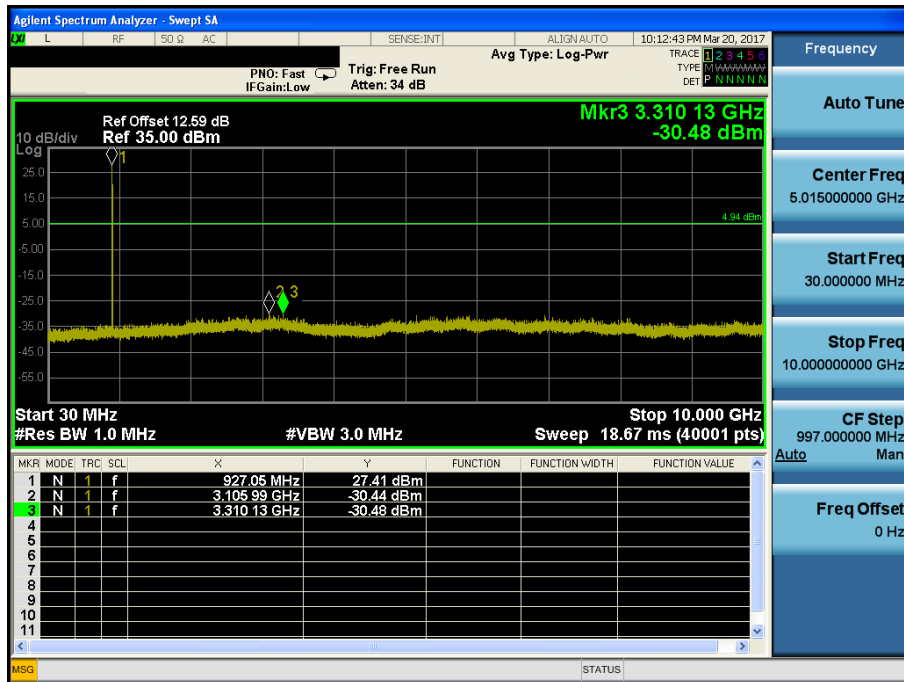 Agilent Spectrum Analyzer - Swept SA
LXI L RF 50 Ω AC SENSE:INT ALIGN AUTO 10:12:43 PM Mar 20, 2017
Frequency
PNO: Fast
IFGain:Low
Trig: Free Run
Atten: 34 dB
Avg Type: Log-Pwr
TRACE 1 2 3 4 5 6
TYPE M W W W W W
DET P N N N N N
Auto Tune
Mkr3 3.310 13 GHz
-30.48 dBm
Ref Offset 12.59 dB
10 dB/div Ref 35.00 dBm
Log
1
25.0
15.0
5.00
4.94 dBm
-5.00
-15.0
2 3
-25.0
-35.0
-45.0
-55.0
Start 30 MHz Stop 10.000 GHz
#Res BW 1.0 MHz #VBW 3.0 MHz Sweep 18.67 ms (40001 pts)
Center Freq
5.015000000 GHz
Start Freq
30.000000 MHz
Stop Freq
10.000000000 GHz
CF Step
997.000000 MHz
Auto Man
Freq Offset
0 Hz
MKR MODE TRC SCL X Y FUNCTION FUNCTION WIDTH FUNCTION VALUE
1 N 1 f 927.05 MHz 27.41 dBm
2 N 1 f 3.105 99 GHz -30.44 dBm
3 N 1 f 3.310 13 GHz -30.48 dBm
4
5
6
7
8
9
10
11
MSG STATUS